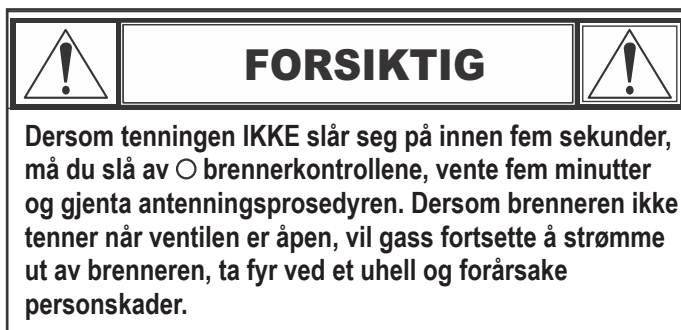 FORSIKTIG
Dersom tenningen IKKE slår seg på innen fem sekunder,
må du slå av ○ brennerkontrollene, vente fem minutter
og gjenta antenningsprosedyren. Dersom brenneren ikke
tenner når ventilen er åpen, vil gass fortsette å strømme
ut av brenneren, ta fyr ved et uhell og forårsake
personskader.